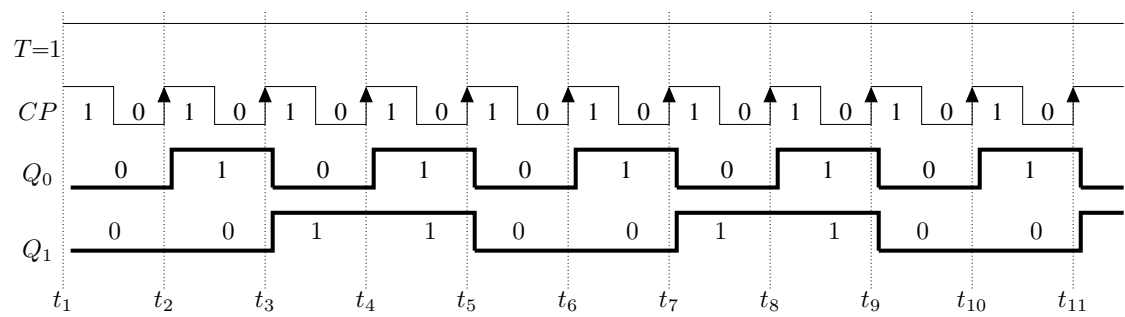 T=1
CP 1 0 1 0 1 0 1 0 1 0 1 0 1 0 1 0 1 0 1 0
Q₀ 0 1 0 1 0 1 0 1 0 1
Q₁ 0 0 1 1 0 0 1 1 0 0
t₁ t₂ t₃ t₄ t₅ t₆ t₇ t₈ t₉ t₁₀ t₁₁